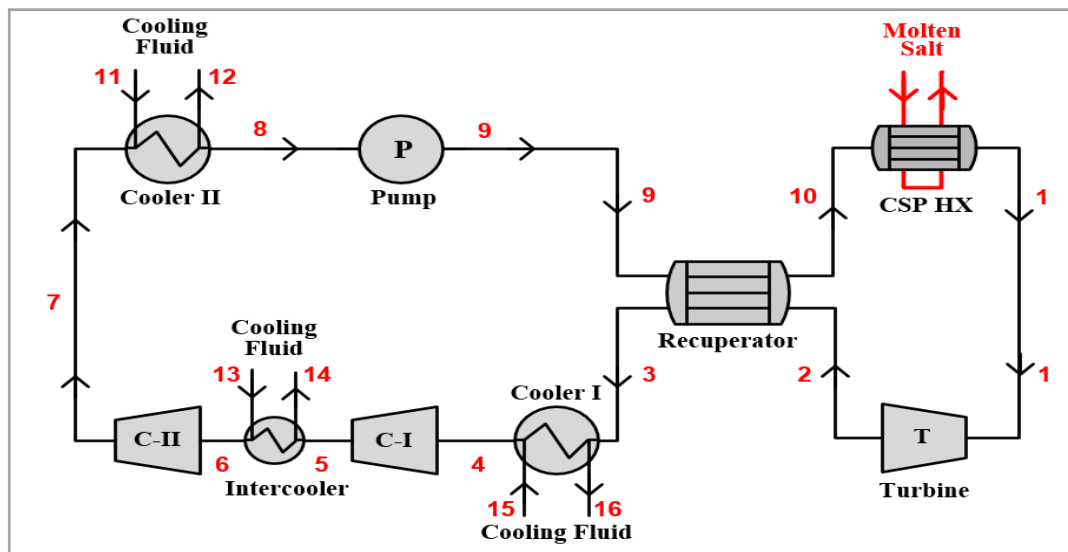 Cooling
Fluid
11
12
Cooler II
8
P
Pump
9
9
Molten
Salt
10
CSP HX
1
7
Recuperator
Cooling
Fluid
13
14
Cooler I
3
2
1
C-II
6
Intercooler
5
C-I
4
15
16
Cooling Fluid
T
Turbine